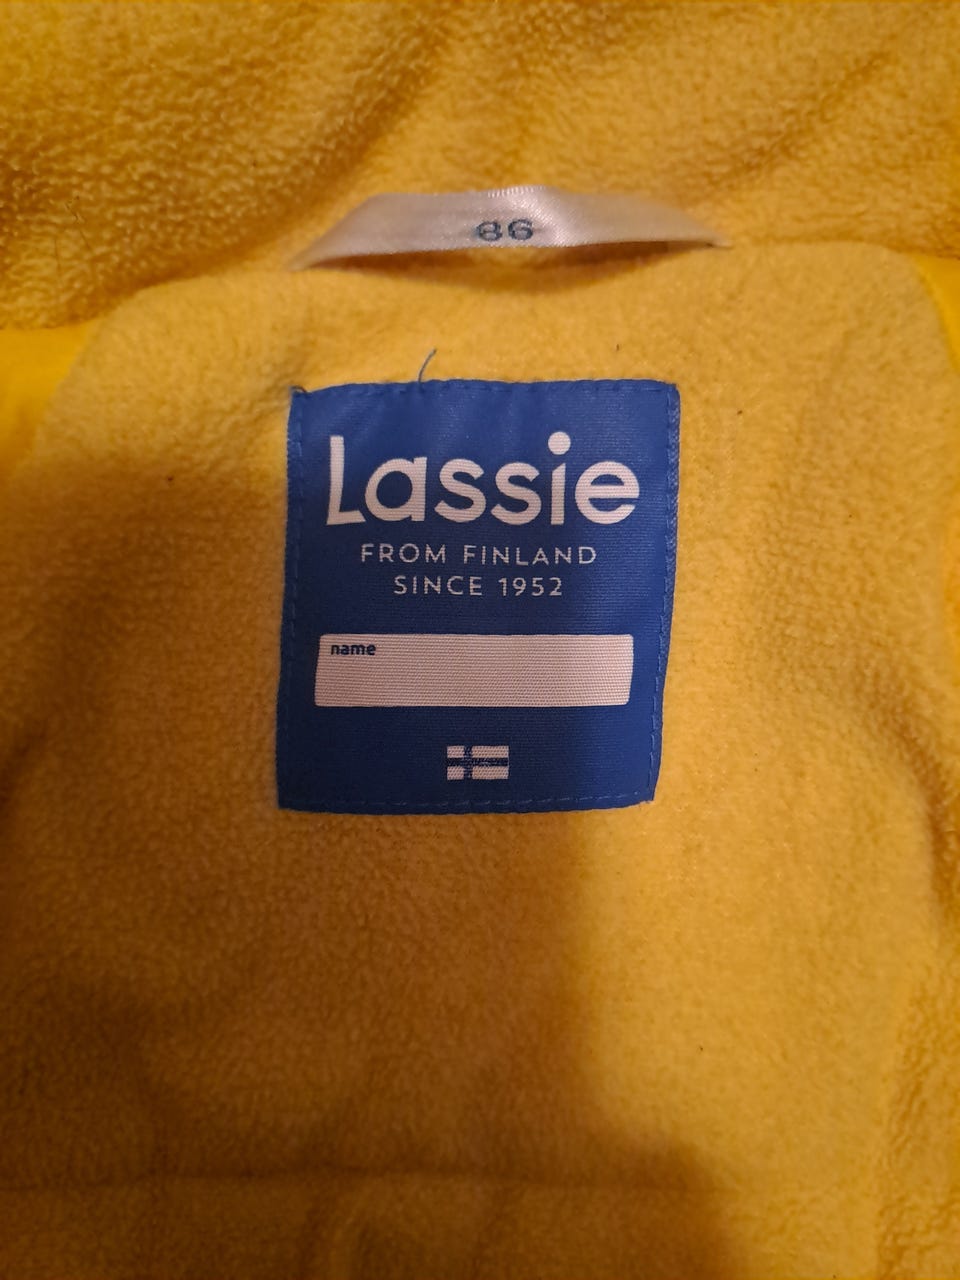 86
Lassie
FROM FINLAND
SINCE 1952
name